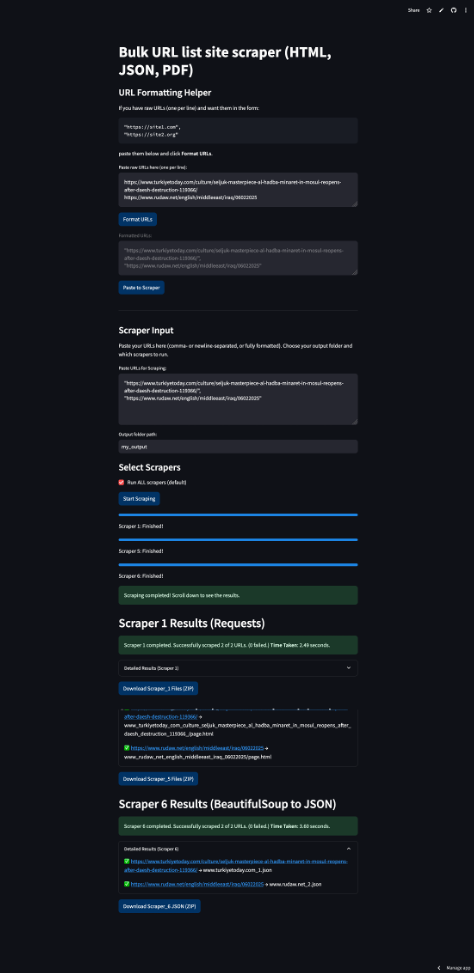 Share
Bulk URL list site scraper (HTML,
JSON, PDF)
URL Formatting Helper
If you have raw URLs (one per line) and want them in the form:
"https://site1.com",
"https://site2.org"
paste them below and click Format URLs.
Paste raw URLs here (one per line):
https://www.turkiyetoday.com/culture/seljuk-masterpiece-al-hadba-minaret-in-mosul-reopens-
after-daesh-destruction-119366/
https://www.rudaw.net/english/middleeast/iraq/06022025
Format URLs
Formatted URLs:
"https://www.turkiyetoday.com/culture/seljuk-masterpiece-al-hadba-minaret-in-mosul-reopens-
after-daesh-destruction-119366/",
"https://www.rudaw.net/english/middleeast/iraq/06022025"
Paste to Scraper
Scraper Input
Paste your URLs here (comma- or newline-separated, or fully formatted). Choose your output folder and
which scrapers to run.
Paste URLs for Scraping:
"https://www.turkiyetoday.com/culture/seljuk-masterpiece-al-hadba-minaret-in-mosul-reopens-
after-daesh-destruction-119366/",
"https://www.rudaw.net/english/middleeast/iraq/06022025"
Output folder path:
my_output
Select Scrapers
Run ALL scrapers (default)
Start Scraping
Scraper 1: Finished!
Scraper 5: Finished!
Scraper 6: Finished!
Scraping completed! Scroll down to see the results.
Scraper 1 Results (Requests)
Scraper 1 completed. Successfully scraped 2 of 2 URLs. (0 failed.) Time Taken: 2.49 seconds.
Detailed Results (Scraper 1)
Download Scraper_1 Files (ZIP)
after-daesh-destruction-119366/ →
www_turkiyetoday_com_culture_seljuk_masterpiece_al_hadba_minaret_in_mosul_reopens_after_
daesh_destruction_119366_/page.html
https://www.rudaw.net/english/middleeast/iraq/06022025 →
www_rudaw_net_english_middleeast_iraq_06022025/page.html
Download Scraper_5 Files (ZIP)
Scraper 6 Results (BeautifulSoup to JSON)
Scraper 6 completed. Successfully scraped 2 of 2 URLs. (0 failed.) Time Taken: 3.60 seconds.
Detailed Results (Scraper 6)
https://www.turkiyetoday.com/culture/seljuk-masterpiece-al-hadba-minaret-in-mosul-reopens-
after-daesh-destruction-119366/ → www.turkiyetoday.com_1.json
https://www.rudaw.net/english/middleeast/iraq/06022025 → www.rudaw.net_2.json
Download Scraper_6 JSON (ZIP)
Manage app